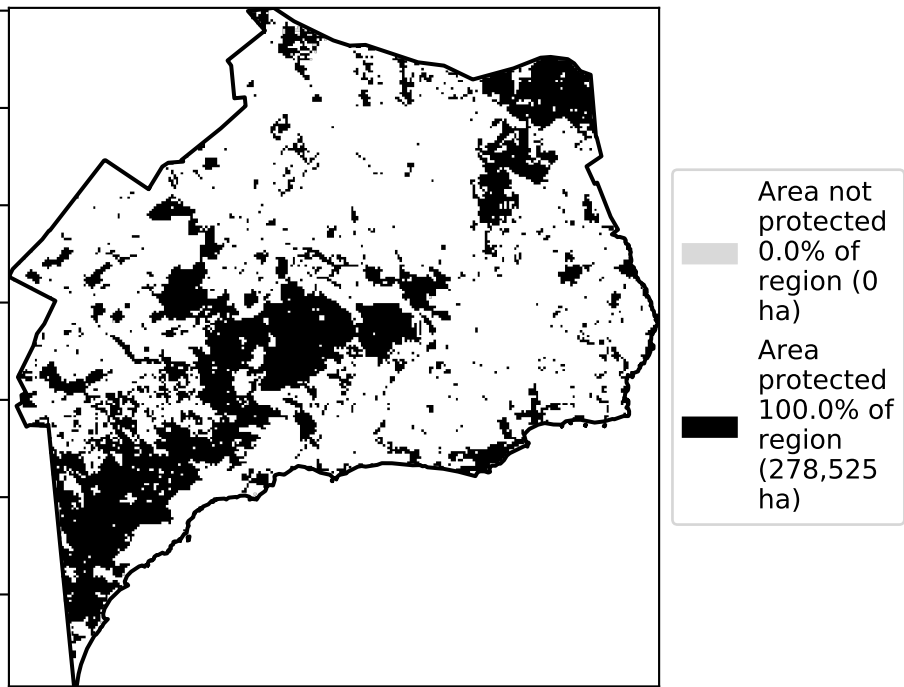 Area not
protected
0.0% of
region (0
ha)
Area
protected
100.0% of
region
(278,525
ha)